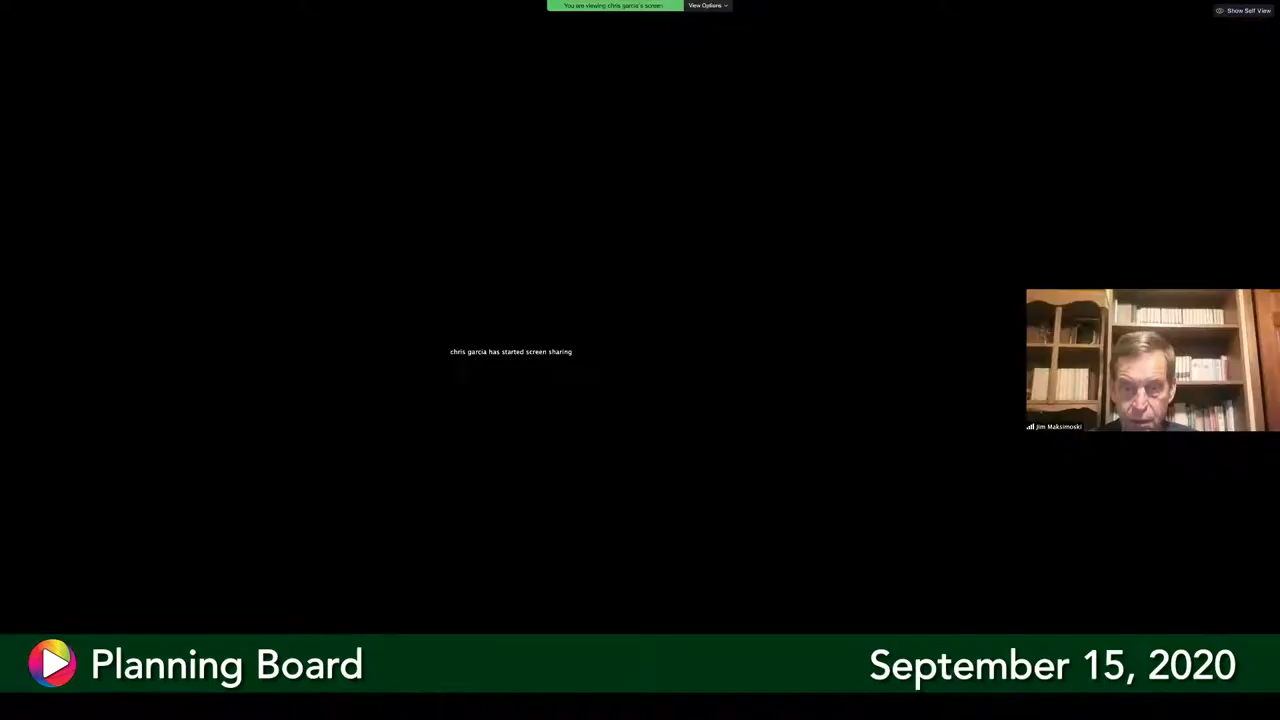 You are viewing chris garcia's screen
View Options
Show Self View
chris garcia has started screen sharing
Jim Maksimoski
Planning Board
September 15, 2020